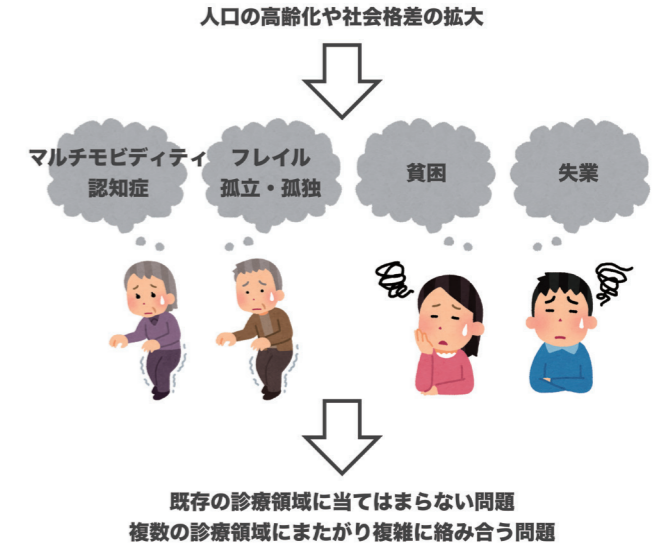 人口の高齢化や社会格差の拡大
マルチモビディティ
認知症
フレイル
孤立・孤独
貧困
失業
既存の診療領域に当てはまらない問題
複数の診療領域にまたがり複雑に絡み合う問題